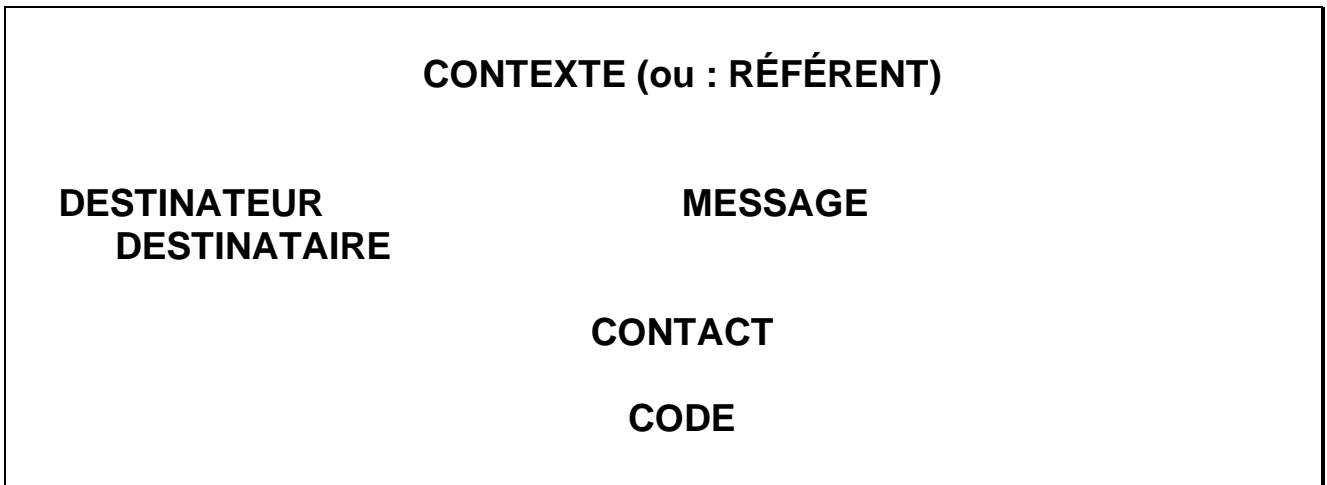 CONTEXTE (ou : RÉFÉRENT)
DESTINATEUR MESSAGE
DESTINATAIRE
CONTACT
CODE